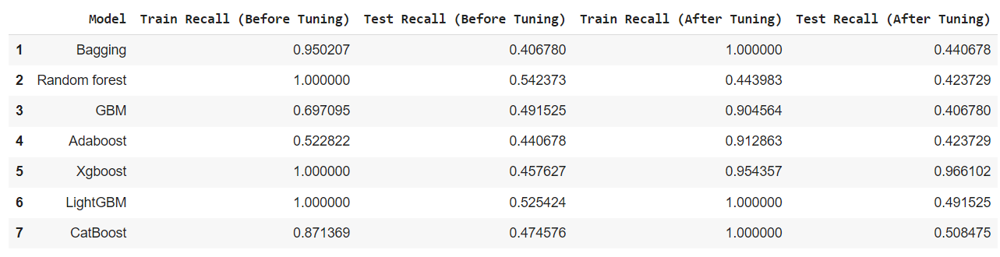 Model Train Recall (Before Tuning) Test Recall (Before Tuning) Train Recall (After Tuning) Test Recall (After Tuning)
1 Bagging 0.950207 0.406780 1.000000 0.440678
2 Random forest 1.000000 0.542373 0.443983 0.423729
3 GBM 0.697095 0.491525 0.904564 0.406780
4 Adaboost 0.522822 0.440678 0.912863 0.423729
5 Xgboost 1.000000 0.457627 0.954357 0.966102
6 LightGBM 1.000000 0.525424 1.000000 0.491525
7 CatBoost 0.871369 0.474576 1.000000 0.508475